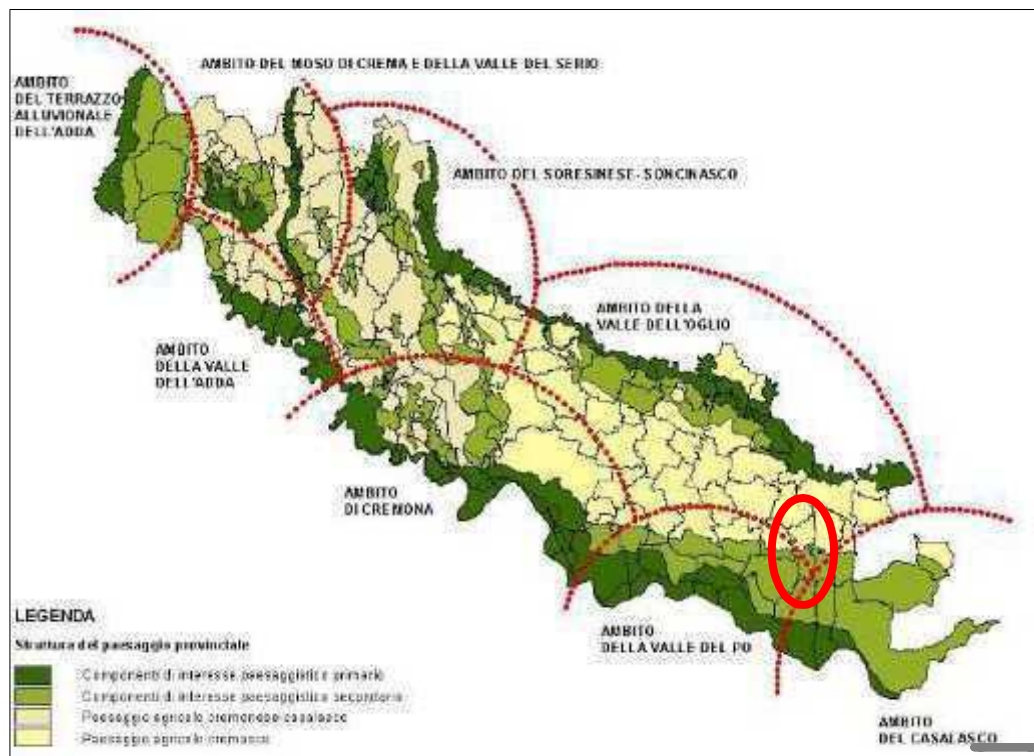 AMBITO DEL MOSO DI CREMA E DELLA VALLE DEL SERIO
AMBITO
DEL TERRAZZO
ALLUVIONALE
DELL'ADDA
AMBITO DEL SORESINESE - SONCINASCO
AMBITO DELLA
VALLE DELL'OGLIO
AMBITO
DELLA VALLE
DELL'ADDA
AMBITO
DI CREMONA
AMBITO
DELLA VALLE DEL PO
AMBITO
DEL CASALASCO
LEGENDA
Struttura del paesaggio provinciale
Componenti di interesse paesaggistico primario
Componenti di interesse paesaggistico secondario
Paesaggio agricolo cremonese-casalasco
Paesaggio agricolo cremasco